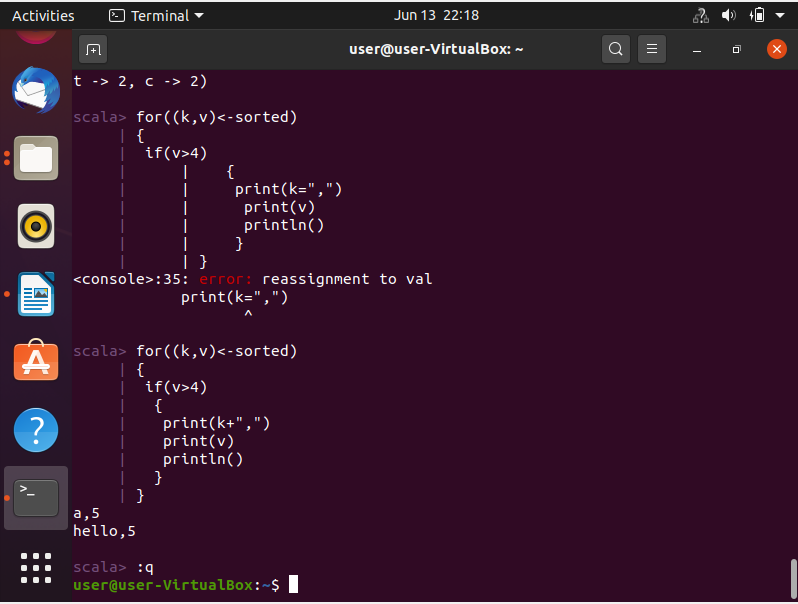 Activities Terminal Jun 13 22:18
user@user-VirtualBox: ~
t -> 2, c -> 2)
scala> for((k,v)<-sorted)
| {
| if(v>4)
| | {
| | print(k=",")
| | print(v)
| | println()
| | }
| | }
<console>:35: error: reassignment to val
print(k=",")
^
scala> for((k,v)<-sorted)
| {
| if(v>4)
| {
| print(k+",")
| print(v)
| println()
| }
| }
a,5
hello,5
scala> :q
user@user-VirtualBox:~$